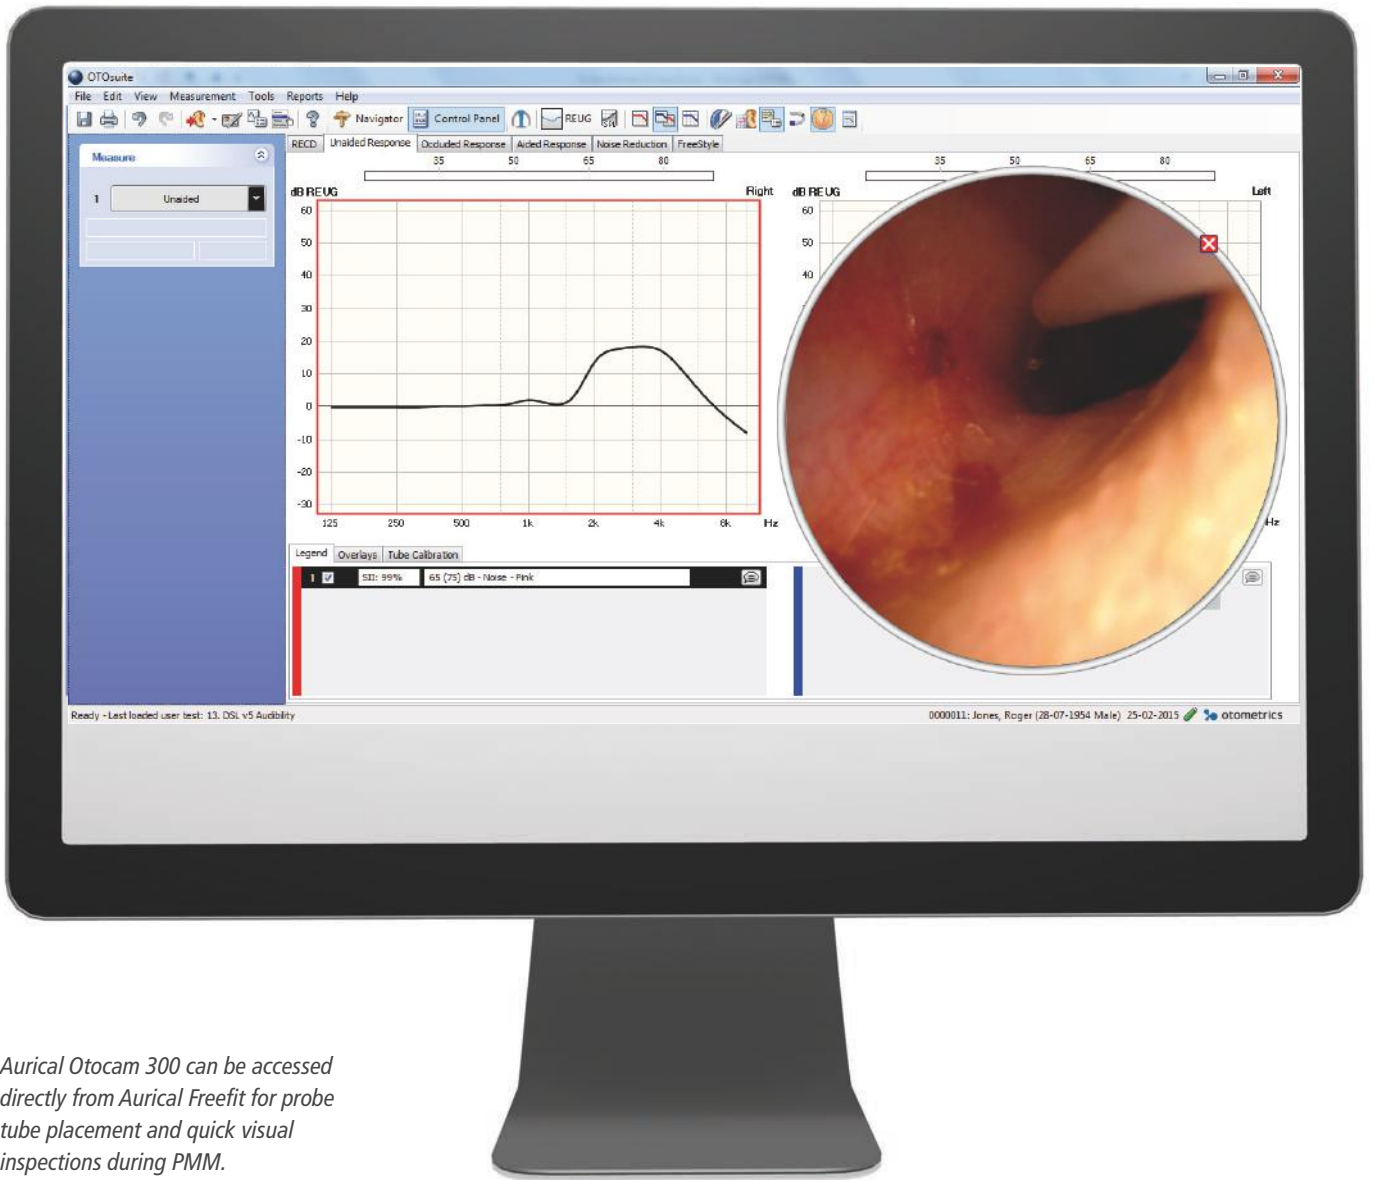 OTOsuite
File Edit View Measurement Tools Reports Help
Navigator Control Panel REUG
RECD Unaided Response Occluded Response Aided Response Noise Reduction FreeStyle
Measure
1 Unaided
35 50 65 80
dB REUG Right
60
50
40
30
20
10
0
-10
-20
-30
125 250 500 1k 2k 4k 8k Hz
35 50 65 80
dB REUG Left
60
50
40
Hz
Legend Overlays Tube Calibration
1 SII: 99% 65 (75) dB - Noise - Pink
Ready - Last loaded user test: 13. DSL v5 Audibility
0000011: Jones, Roger (28-07-1954 Male) 25-02-2015 otometrics
Aurical Otocam 300 can be accessed
directly from Aurical Freefit for probe
tube placement and quick visual
inspections during PMM.